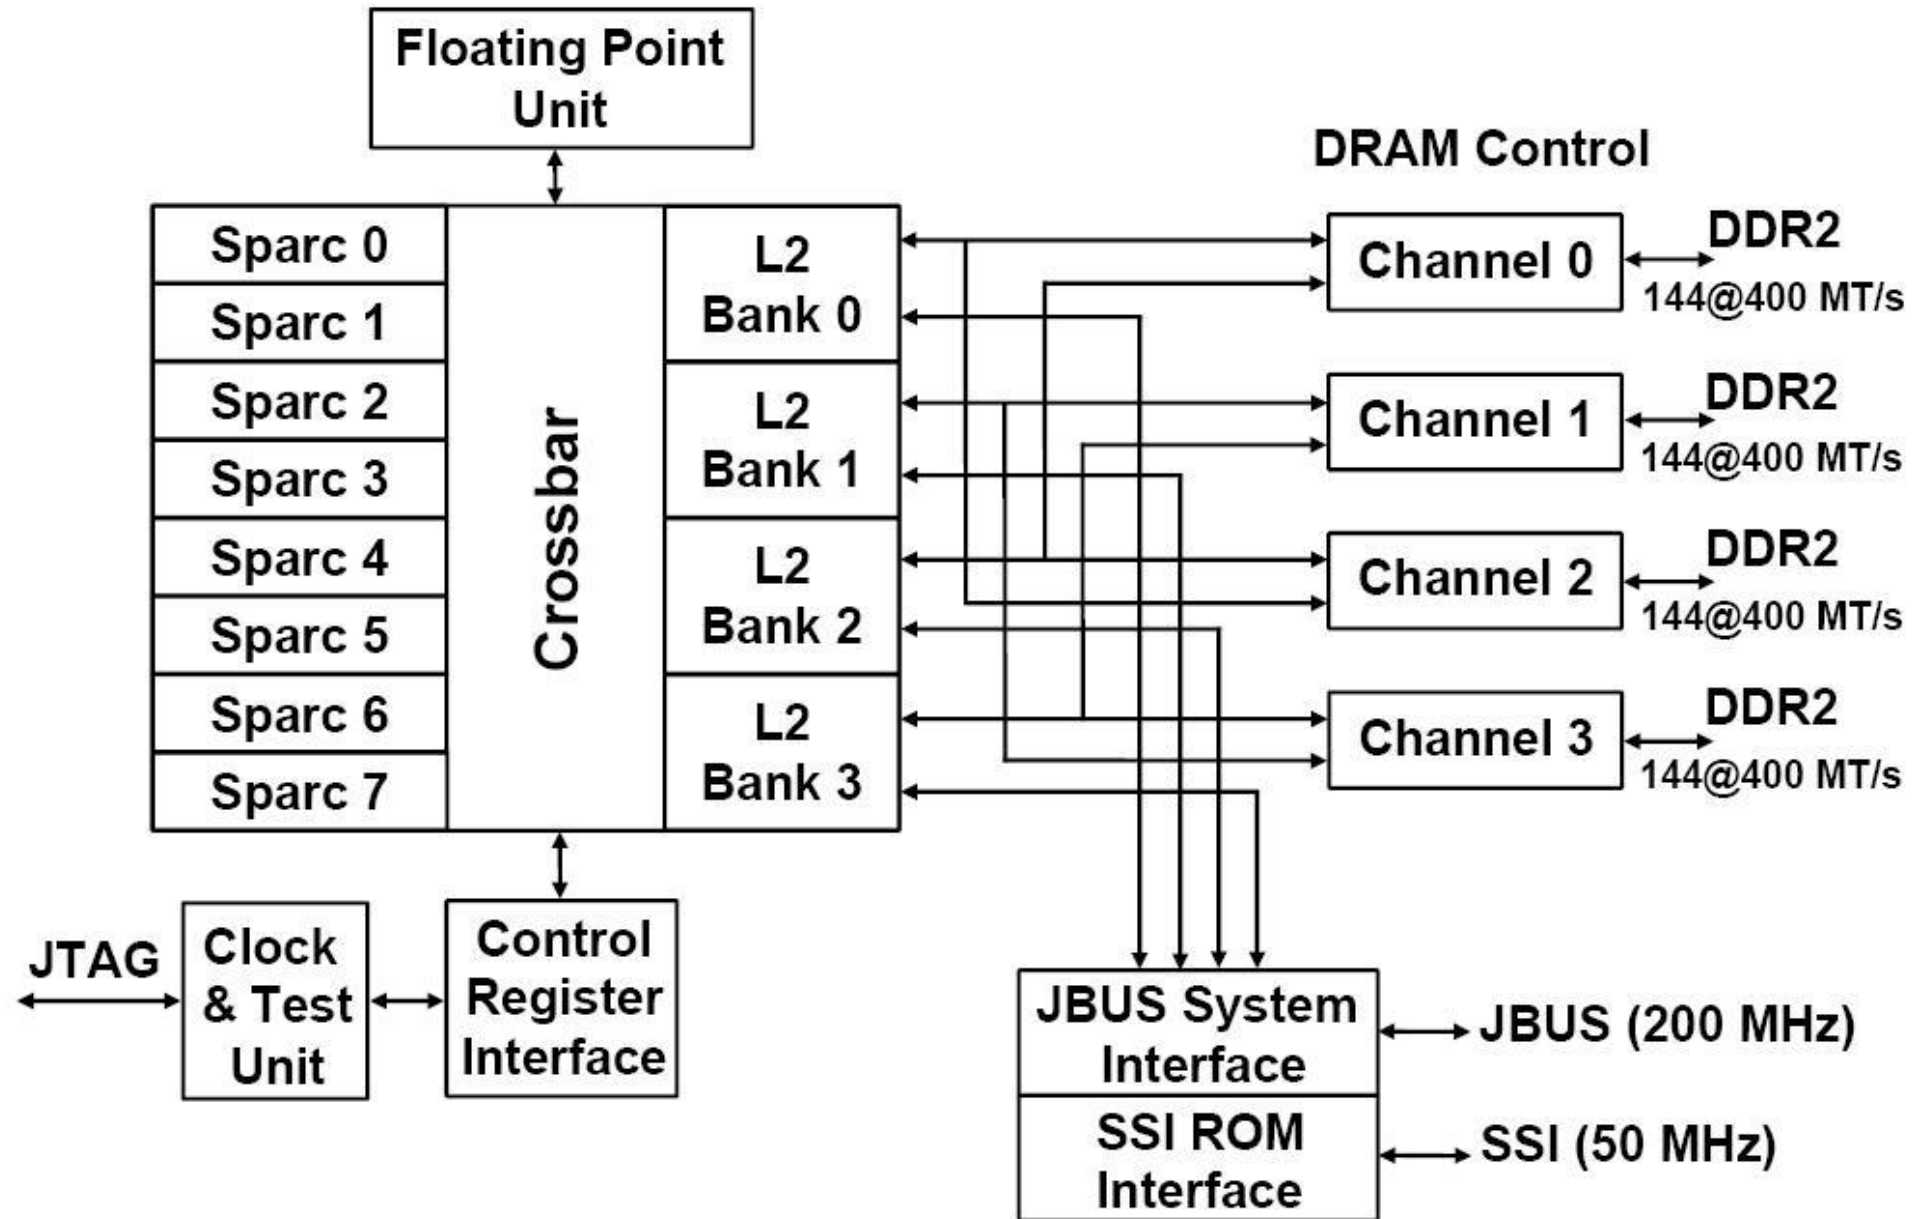 Floating Point
Unit
DRAM Control
Sparc 0
Sparc 1
Sparc 2
Sparc 3
Sparc 4
Sparc 5
Sparc 6
Sparc 7
Crossbar
L2
Bank 0
L2
Bank 1
L2
Bank 2
L2
Bank 3
Channel 0
DDR2
144@400 MT/s
Channel 1
DDR2
144@400 MT/s
Channel 2
DDR2
144@400 MT/s
Channel 3
DDR2
144@400 MT/s
JTAG
Clock
& Test
Unit
Control
Register
Interface
JBUS System
Interface
JBUS (200 MHz)
SSI ROM
Interface
SSI (50 MHz)